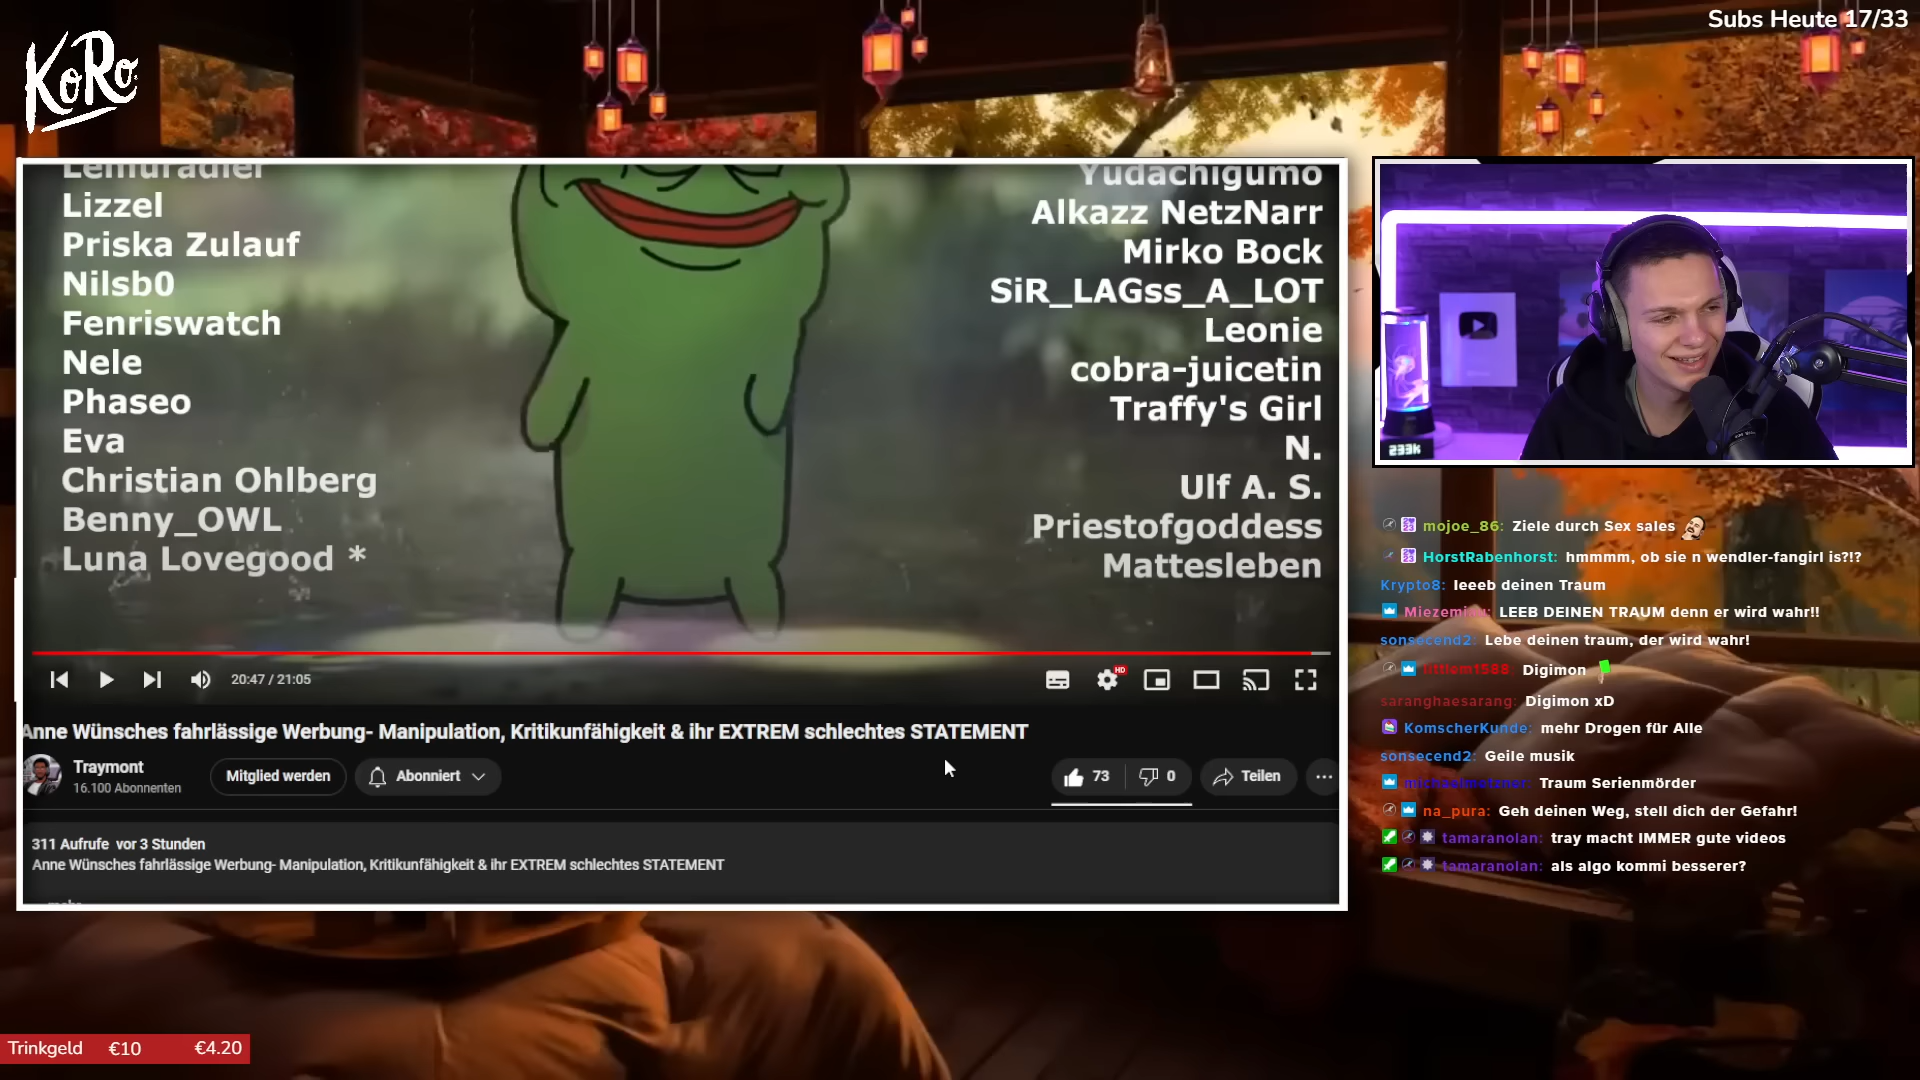 Subs Heute 17/33
KoRo
Lemuradler
Lizzel
Priska Zulauf
Nilsb0
Fenriswatch
Nele
Phaseo
Eva
Christian Ohlberg
Benny_OWL
Luna Lovegood *
Yudachigumo
Alkazz NetzNarr
Mirko Bock
SiR_LAGss_A_LOT
Leonie
cobra-juicetin
Traffy's Girl
N.
Ulf A. S.
Priestofgoddess
Mattesleben
20:47 / 21:05
HD
Anne Wünsches fahrlässige Werbung- Manipulation, Kritikunfähigkeit & ihr EXTREM schlechtes STATEMENT
Traymont
16.100 Abonnenten
Mitglied werden
Abonniert
73
0
Teilen
311 Aufrufe vor 3 Stunden
Anne Wünsches fahrlässige Werbung- Manipulation, Kritikunfähigkeit & ihr EXTREM schlechtes STATEMENT
233k
mojoe_86: Ziele durch Sex sales
HorstRabenhorst: hmmmm, ob sie n wendler-fangirl is?!?
Krypto8: leeeb deinen Traum
LEEB DEINEN TRAUM denn er wird wahr!!
sonsecend2: Lebe deinen traum, der wird wahr!
littlem1588 Digimon
saranghaesarang: Digimon xD
KomscherKunde: mehr Drogen für Alle
sonsecend2: Geile musik
Traum Serienmörder
na_pura: Geh deinen Weg, stell dich der Gefahr!
tamaranolan: tray macht IMMER gute videos
tamaranolan: als algo kommi besserer?
Trinkgeld €10 €4.20